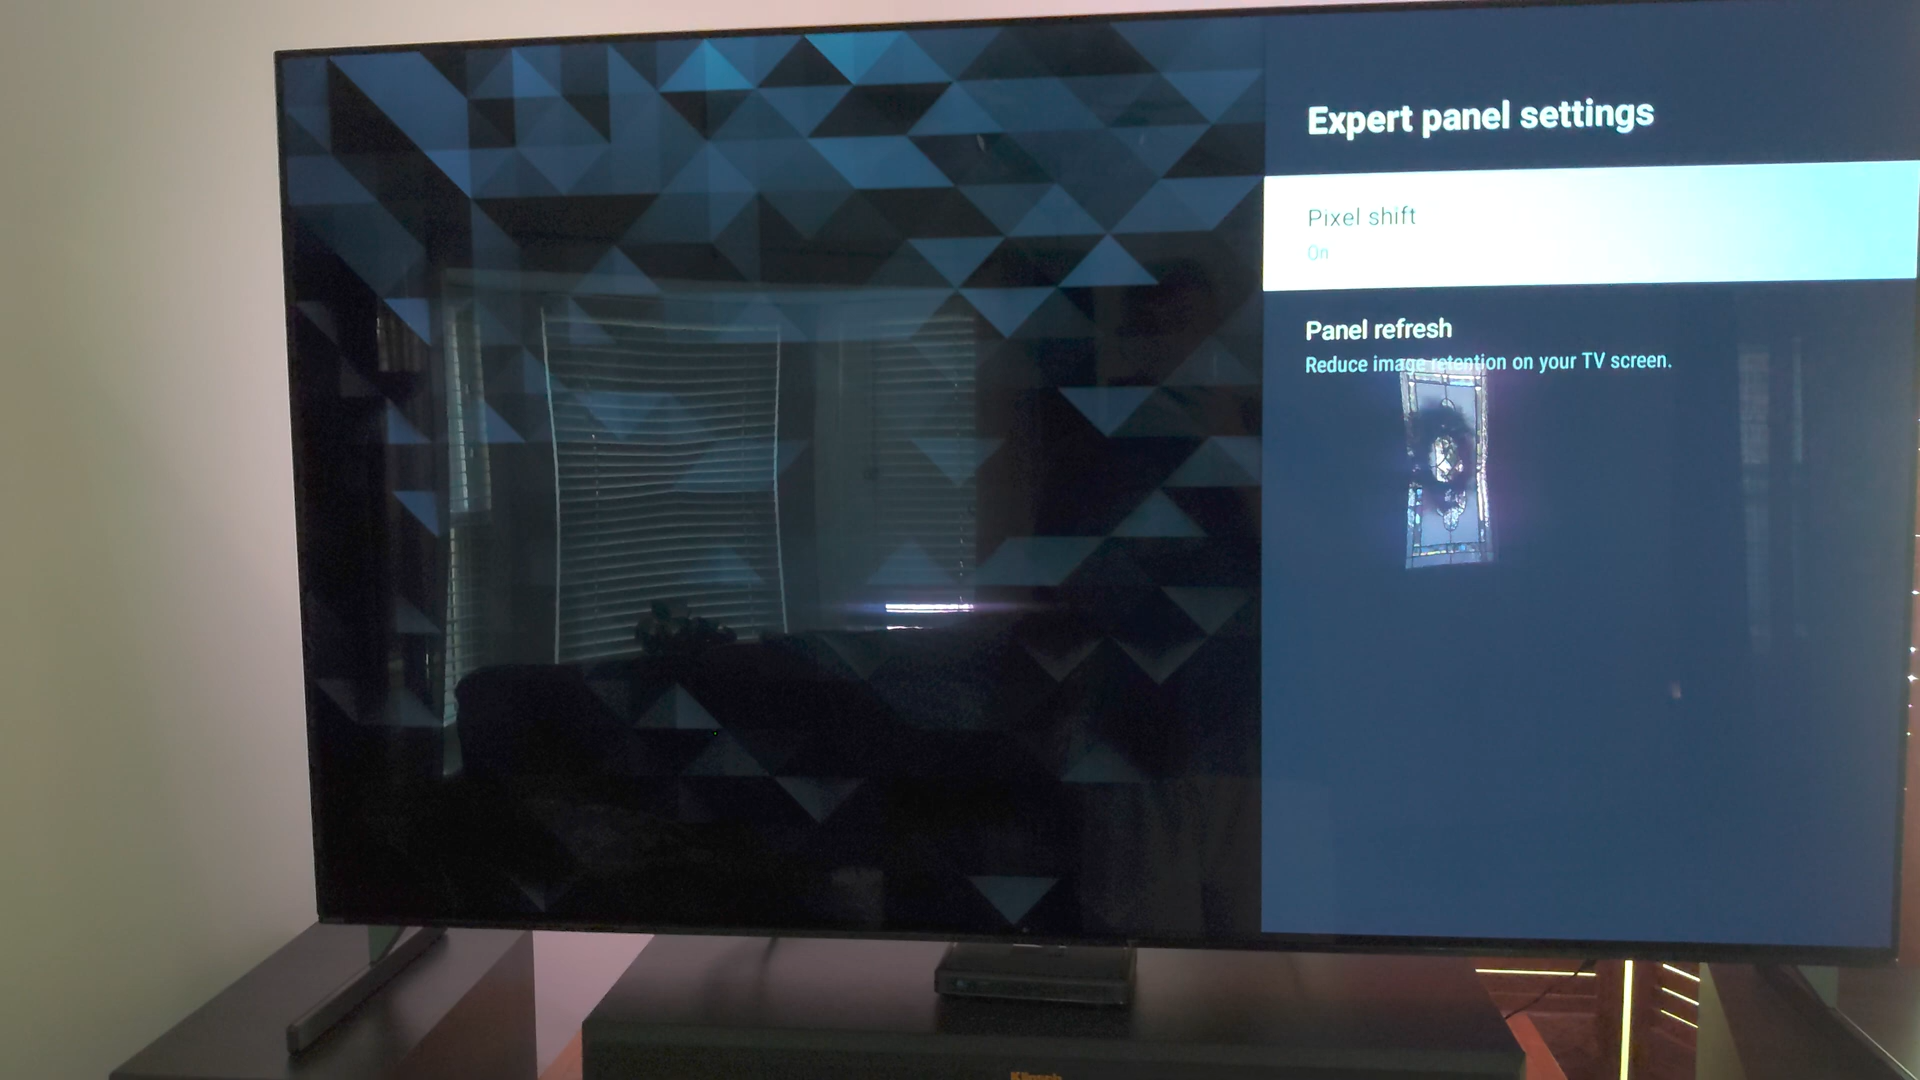 Expert panel settings
Pixel shift
On
Panel refresh
Reduce image retention on your TV screen.